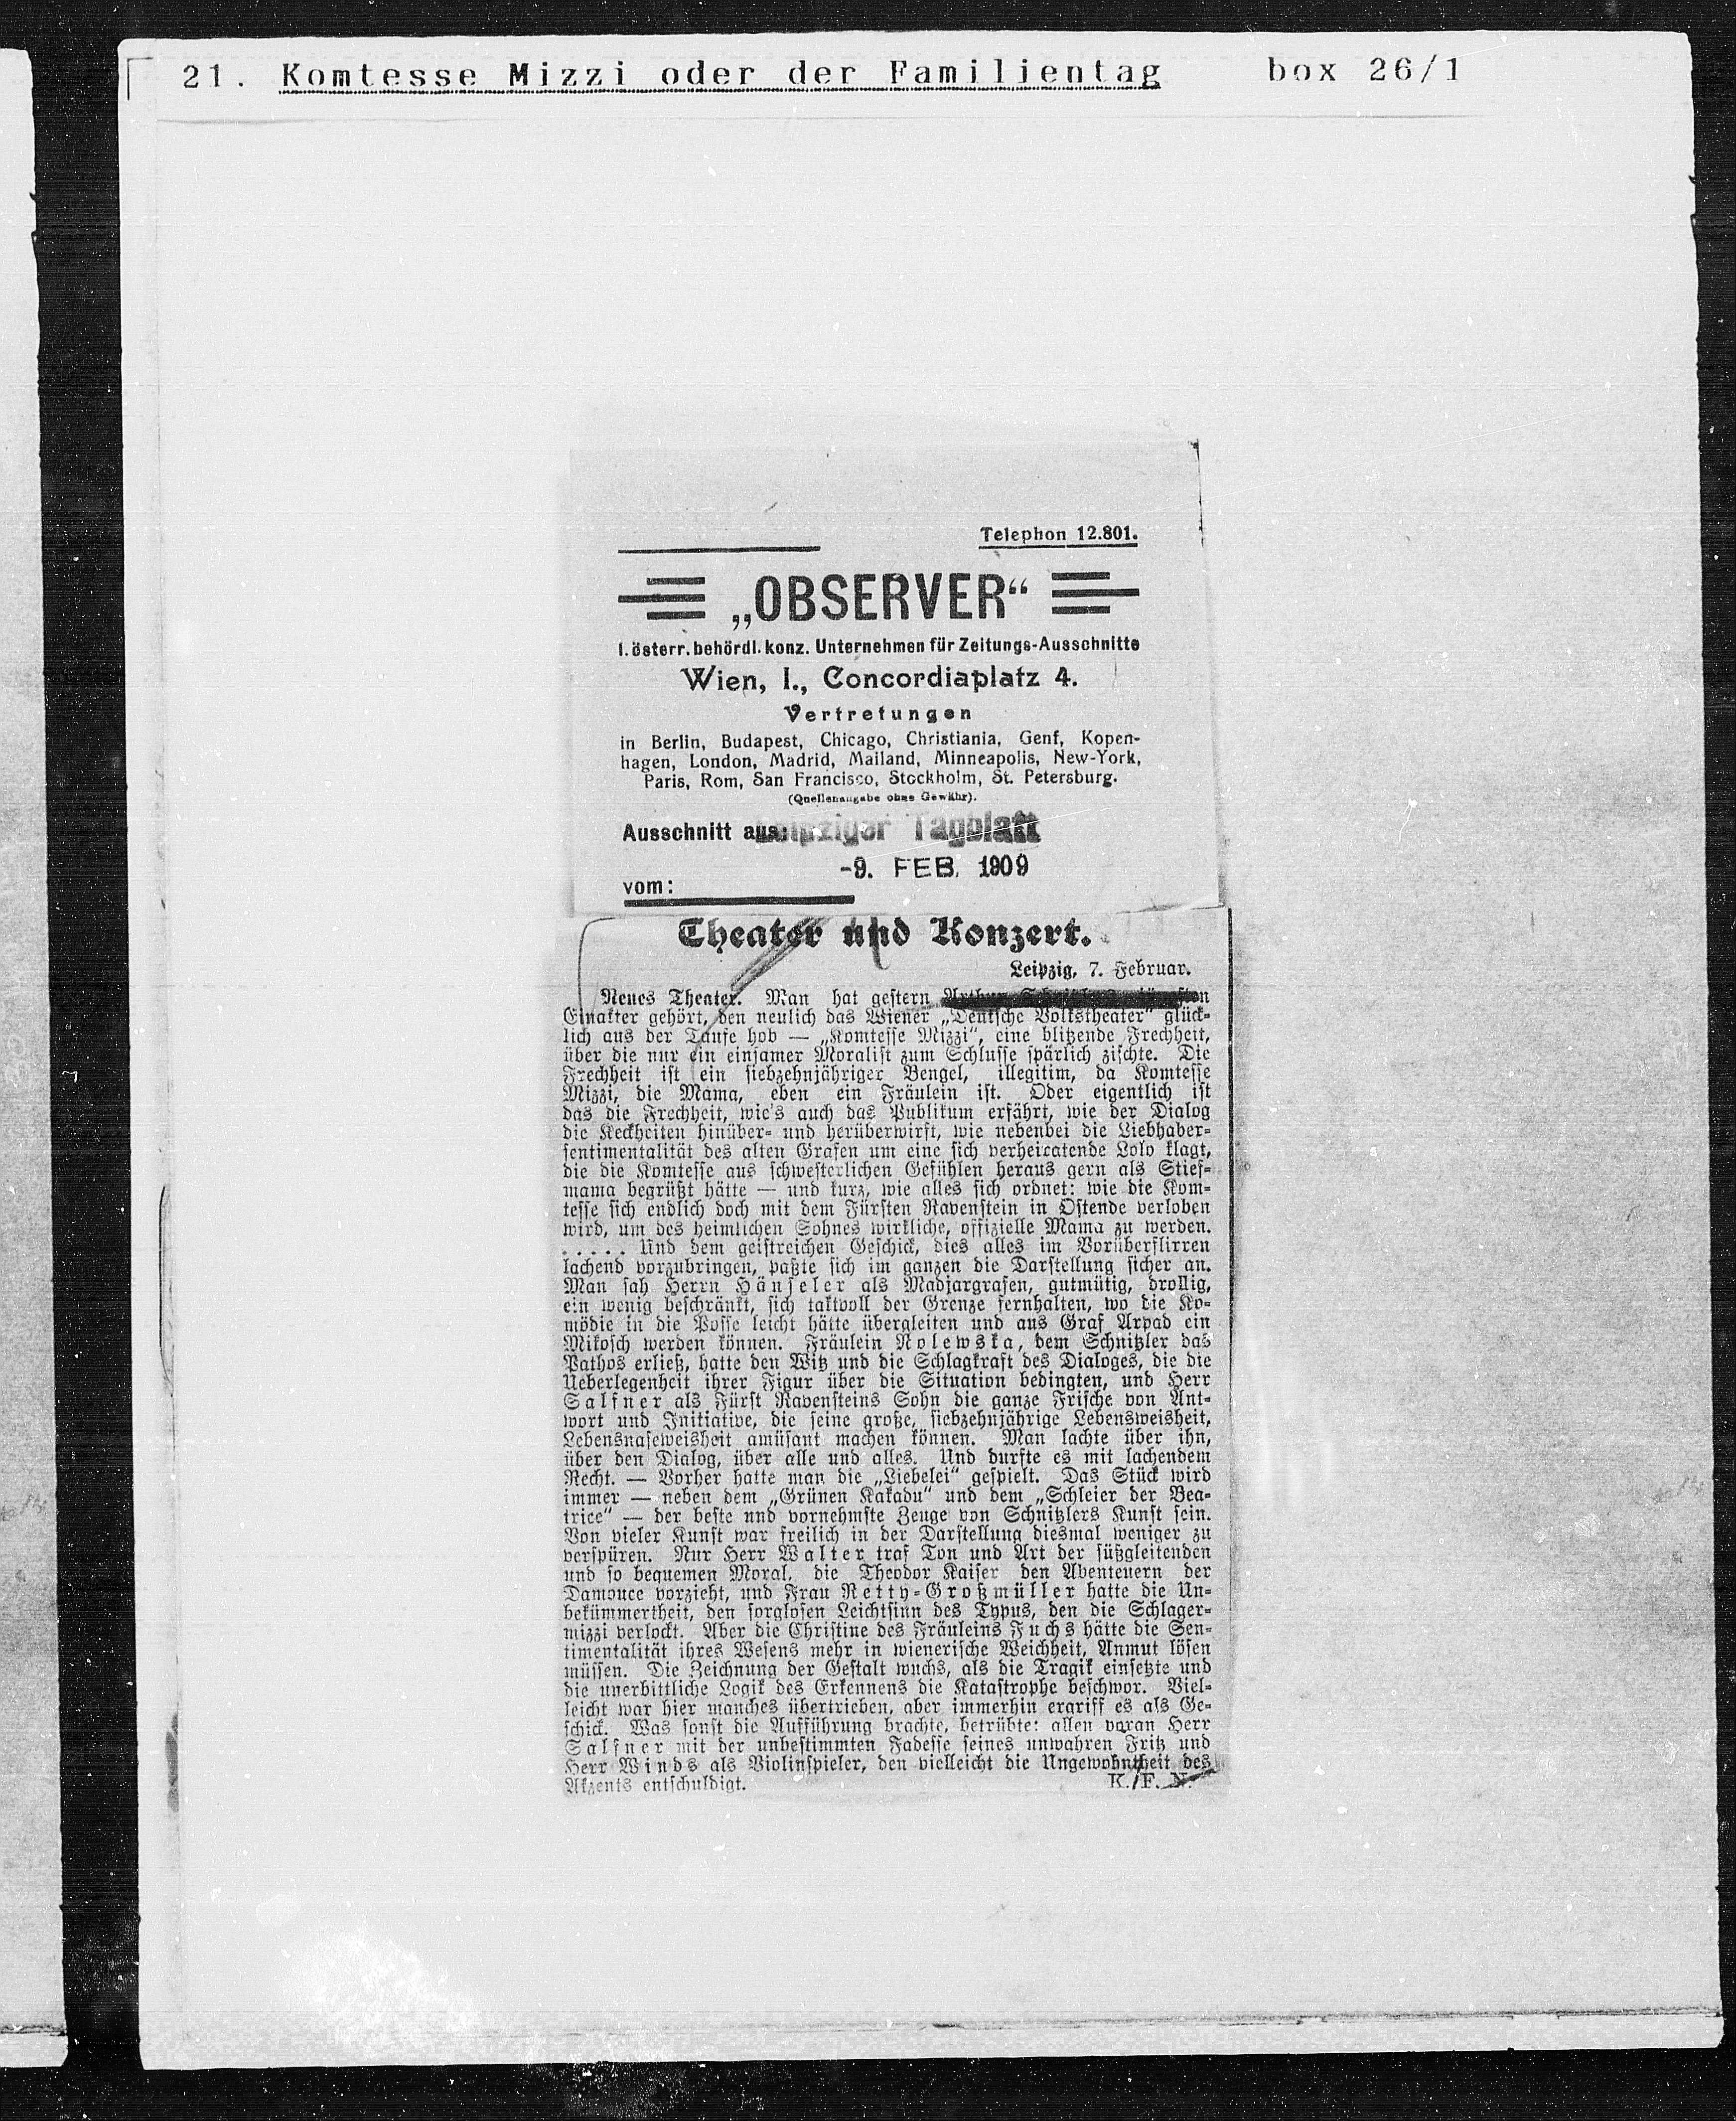 21. Komtesse Mizzi oder der Familientag box 26/1
Telephon 12.801.
„OBSERVER“
I. österr. behördl. konz. Unternehmen für Zeitungs-Ausschnitte
Wien, I., Concordiaplatz 4.
Vertretungen
in Berlin, Budapest, Chicago, Christiania, Genf, Kopen-
hagen, London, Madrid, Mailand, Minneapolis, New-York,
Paris, Rom, San Francisco, Stockholm, St. Petersburg.
(Quellenangabe ohne Gewähr).
Ausschnitt aus: Leipziger Tagblatt
-9. FEB. 1909
vom:
Theater und Konzert.
Leipzig, 7. Februar.
Neues Theater. Man hat gestern Arthur Schnitzlers jüngsten
Einakter gehört, den neulich das Wiener „Deutsche Volkstheater“ glück-
lich aus der Taufe hob — „Komtesse Mizzi“, eine blitzende Frechheit,
über die nur ein einsamer Moralist zum Schlusse spärlich zischte. Die
Frechheit ist ein siebzehnjähriger Bengel, illegitim, da Komtesse
Mizzi, die Mama, eben ein Fräulein ist. Oder eigentlich ist
das die Frechheit, wie's auch das Publikum erfährt, wie der Dialog
die Keckheiten hinüber- und herüberwirft, wie nebenbei die Liebhaber-
sentimentalität des alten Grafen um eine sich verheiratende Lolo klagt,
die die Komtesse aus schwesterlichen Gefühlen heraus gern als Stief-
mama begrüßt hätte — und kurz, wie alles sich ordnet: wie die Kom-
tesse sich endlich doch mit dem Fürsten Ravenstein in Ostende verloben
wird, um des heimlichen Sohnes wirkliche, offizielle Mama zu werden.
..... Und dem geistreichen Geschick, dies alles im Vorüberflirren
lachend vorzubringen, paßte sich im ganzen die Darstellung sicher an.
Man sah Herrn Hänseler als Madjargrafen, gutmütig, drollig,
ein wenig beschränkt, sich taktvoll der Grenze fernhalten, wo die Ko-
mödie in die Posse leicht hätte übergleiten und aus Graf Arpad ein
Mikosch werden können. Fräulein Rolewska, dem Schnitzler das
Pathos erließ, hatte den Witz und die Schlagkraft des Dialoges, die die
Ueberlegenheit ihrer Figur über die Situation bedingten, und Herr
Salfner als Fürst Ravensteins Sohn die ganze Frische von Ant-
wort und Initiative, die seine große, siebzehnjährige Lebensweisheit,
Lebensnaseweisheit amüsant machen können. Man lachte über ihn,
über den Dialog, über alle und alles. Und durfte es mit lachendem
Recht. — Vorher hatte man die „Liebelei“ gespielt. Das Stück wird
immer — neben dem „Grünen Kakadu“ und dem „Schleier der Bea-
trice“ — der beste und vornehmste Zeuge von Schnitzlers Kunst sein.
Von vieler Kunst war freilich in der Darstellung diesmal weniger zu
verspüren. Nur Herr Walter traf Ton und Art der süßgleitenden
und so bequemen Moral, die Theodor Kaiser den Abenteuern der
Damouce vorzieht, und Frau Retty-Großmüller hatte die Un-
bekümmertheit, den sorglosen Leichtsinn des Typus, den die Schlager-
mizzi verlockt. Aber die Christine des Fräuleins Fuchs hätte die Sen-
timentalität ihres Wesens mehr in wienerische Weichheit, Anmut lösen
müssen. Die Zeichnung der Gestalt wuchs, als die Tragik einsetzte und
die unerbittliche Logik des Erkennens die Katastrophe beschwor. Viel-
leicht war hier manches übertrieben, aber immerhin ergriff es als Ge-
schick. Was sonst die Aufführung brachte, betrübte: allen voran Herr
Salfner mit der unbestimmten Fadesse seines unwahren Fritz und
Herr Winds als Violinspieler, den vielleicht die Ungewohntheit des
Akzents entschuldigt. K. F. N.